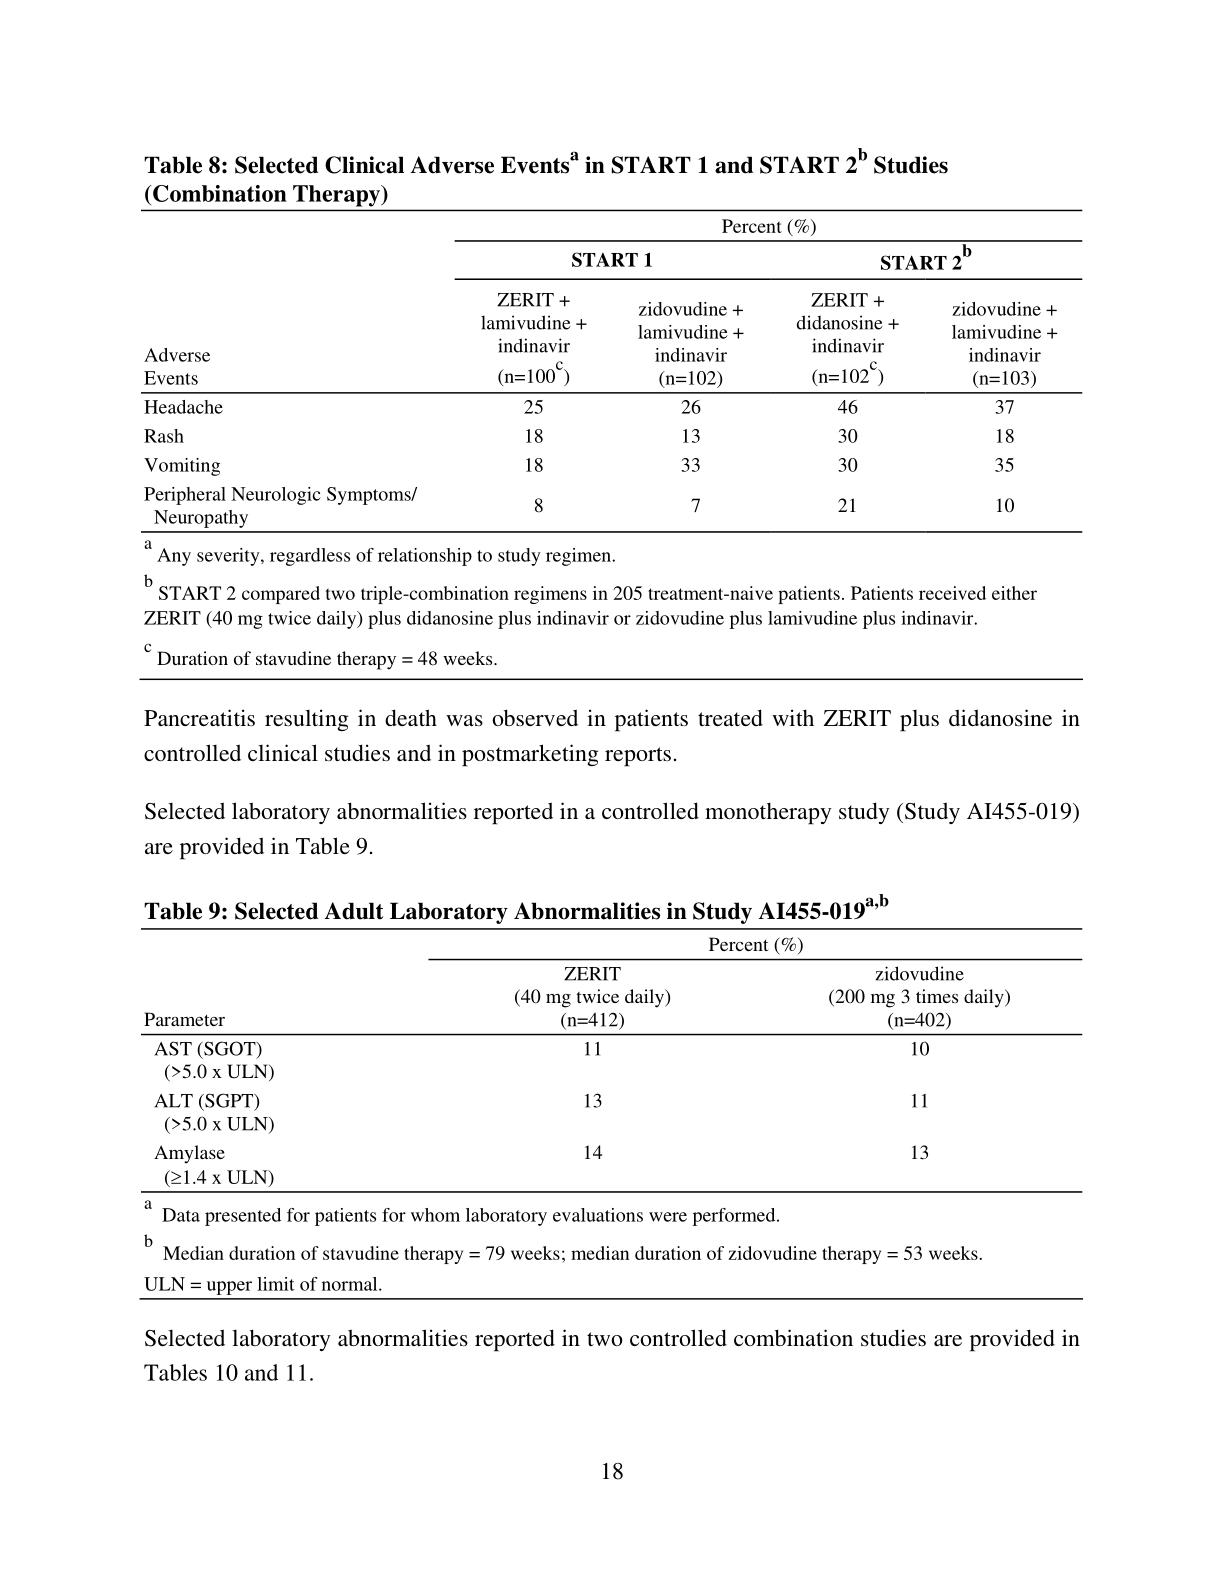 Table 8: Selected Clinical Adverse Eventsa in START 1 and START 2b Studies
(Combination Therapy)
Percent (%)
START 1 START 2b
Adverse
Events
ZERIT +
lamivudine +
indinavir
(n=100c)
zidovudine +
lamivudine +
indinavir
(n=102)
ZERIT +
didanosine +
indinavir
(n=102c)
zidovudine +
lamivudine +
indinavir
(n=103)
Headache 25 26 46 37
Rash 18 13 30 18
Vomiting 18 33 30 35
Peripheral Neurologic Symptoms/
Neuropathy 8 7 21 10
a Any severity, regardless of relationship to study regimen.
b START 2 compared two triple-combination regimens in 205 treatment-naive patients. Patients received either
ZERIT (40 mg twice daily) plus didanosine plus indinavir or zidovudine plus lamivudine plus indinavir.
c Duration of stavudine therapy = 48 weeks.
Pancreatitis resulting in death was observed in patients treated with ZERIT plus didanosine in
controlled clinical studies and in postmarketing reports.
Selected laboratory abnormalities reported in a controlled monotherapy study (Study AI455-019)
are provided in Table 9.
Table 9: Selected Adult Laboratory Abnormalities in Study AI455-019a,b
Percent (%)
Parameter
ZERIT
(40 mg twice daily)
(n=412)
zidovudine
(200 mg 3 times daily)
(n=402)
AST (SGOT) 11 10
(>5.0 x ULN)
ALT (SGPT) 13 11
(>5.0 x ULN)
Amylase 14 13
(≥1.4 x ULN)
a Data presented for patients for whom laboratory evaluations were performed.
b Median duration of stavudine therapy = 79 weeks; median duration of zidovudine therapy = 53 weeks.
ULN = upper limit of normal.
Selected laboratory abnormalities reported in two controlled combination studies are provided in
Tables 10 and 11.
18